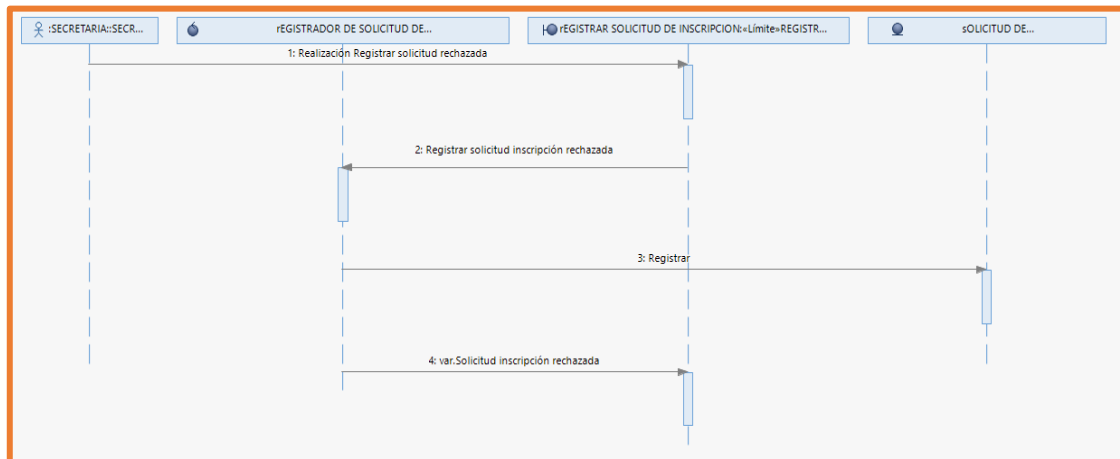 :SECRETARIA::SECR...
rEGISTRADOR DE SOLICITUD DE...
rEGISTRAR SOLICITUD DE INSCRIPCION:«Límite»REGISTR...
sOLICITUD DE...
1: Realización Registrar solicitud rechazada
2: Registrar solicitud inscripción rechazada
3: Registrar
4: var.Solicitud inscripción rechazada